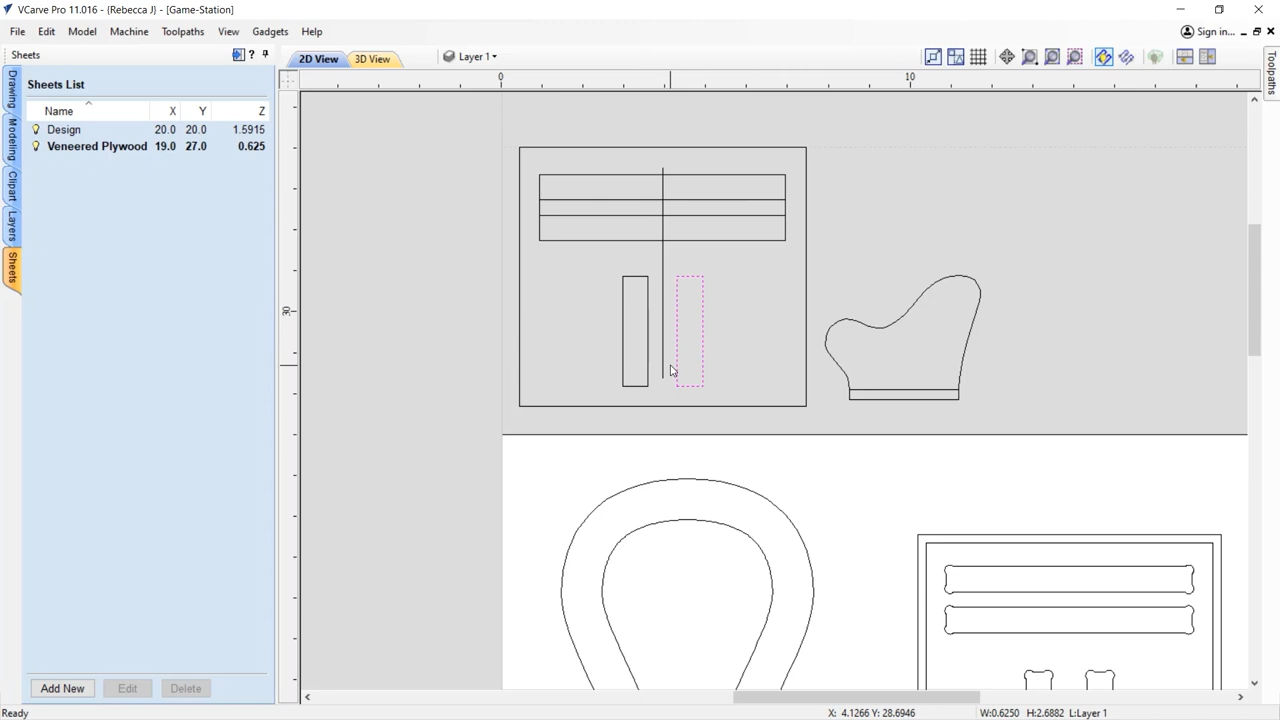 VCarve Pro 11.016 - {Rebecca J} - [Game-Station]
File Edit Model Machine Toolpaths View Gadgets Help
Sign in...
Sheets
2D View 3D View Layer 1
Sheets List
Name X Y Z
Design 20.0 20.0 1.5915
Veneered Plywood 19.0 27.0 0.625
Drawing
Modeling
Clipart
Layers
Sheets
0 10
30
Toolpaths
Add New Edit Delete
Ready X: 4.1266 Y: 28.6946 W:0.6250 H:2.6882 L:Layer 1